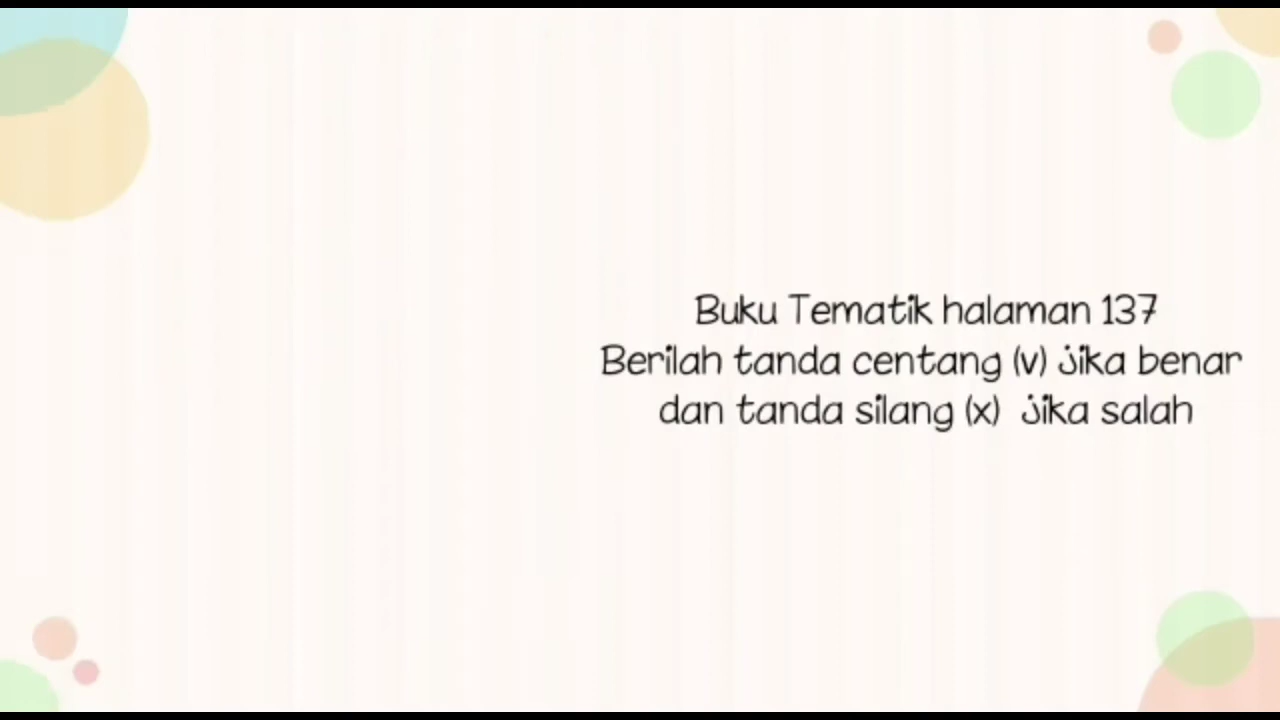 Buku Tematik halaman 137
Berilah tanda centang (v) jika benar
dan tanda silang (x) jika salah